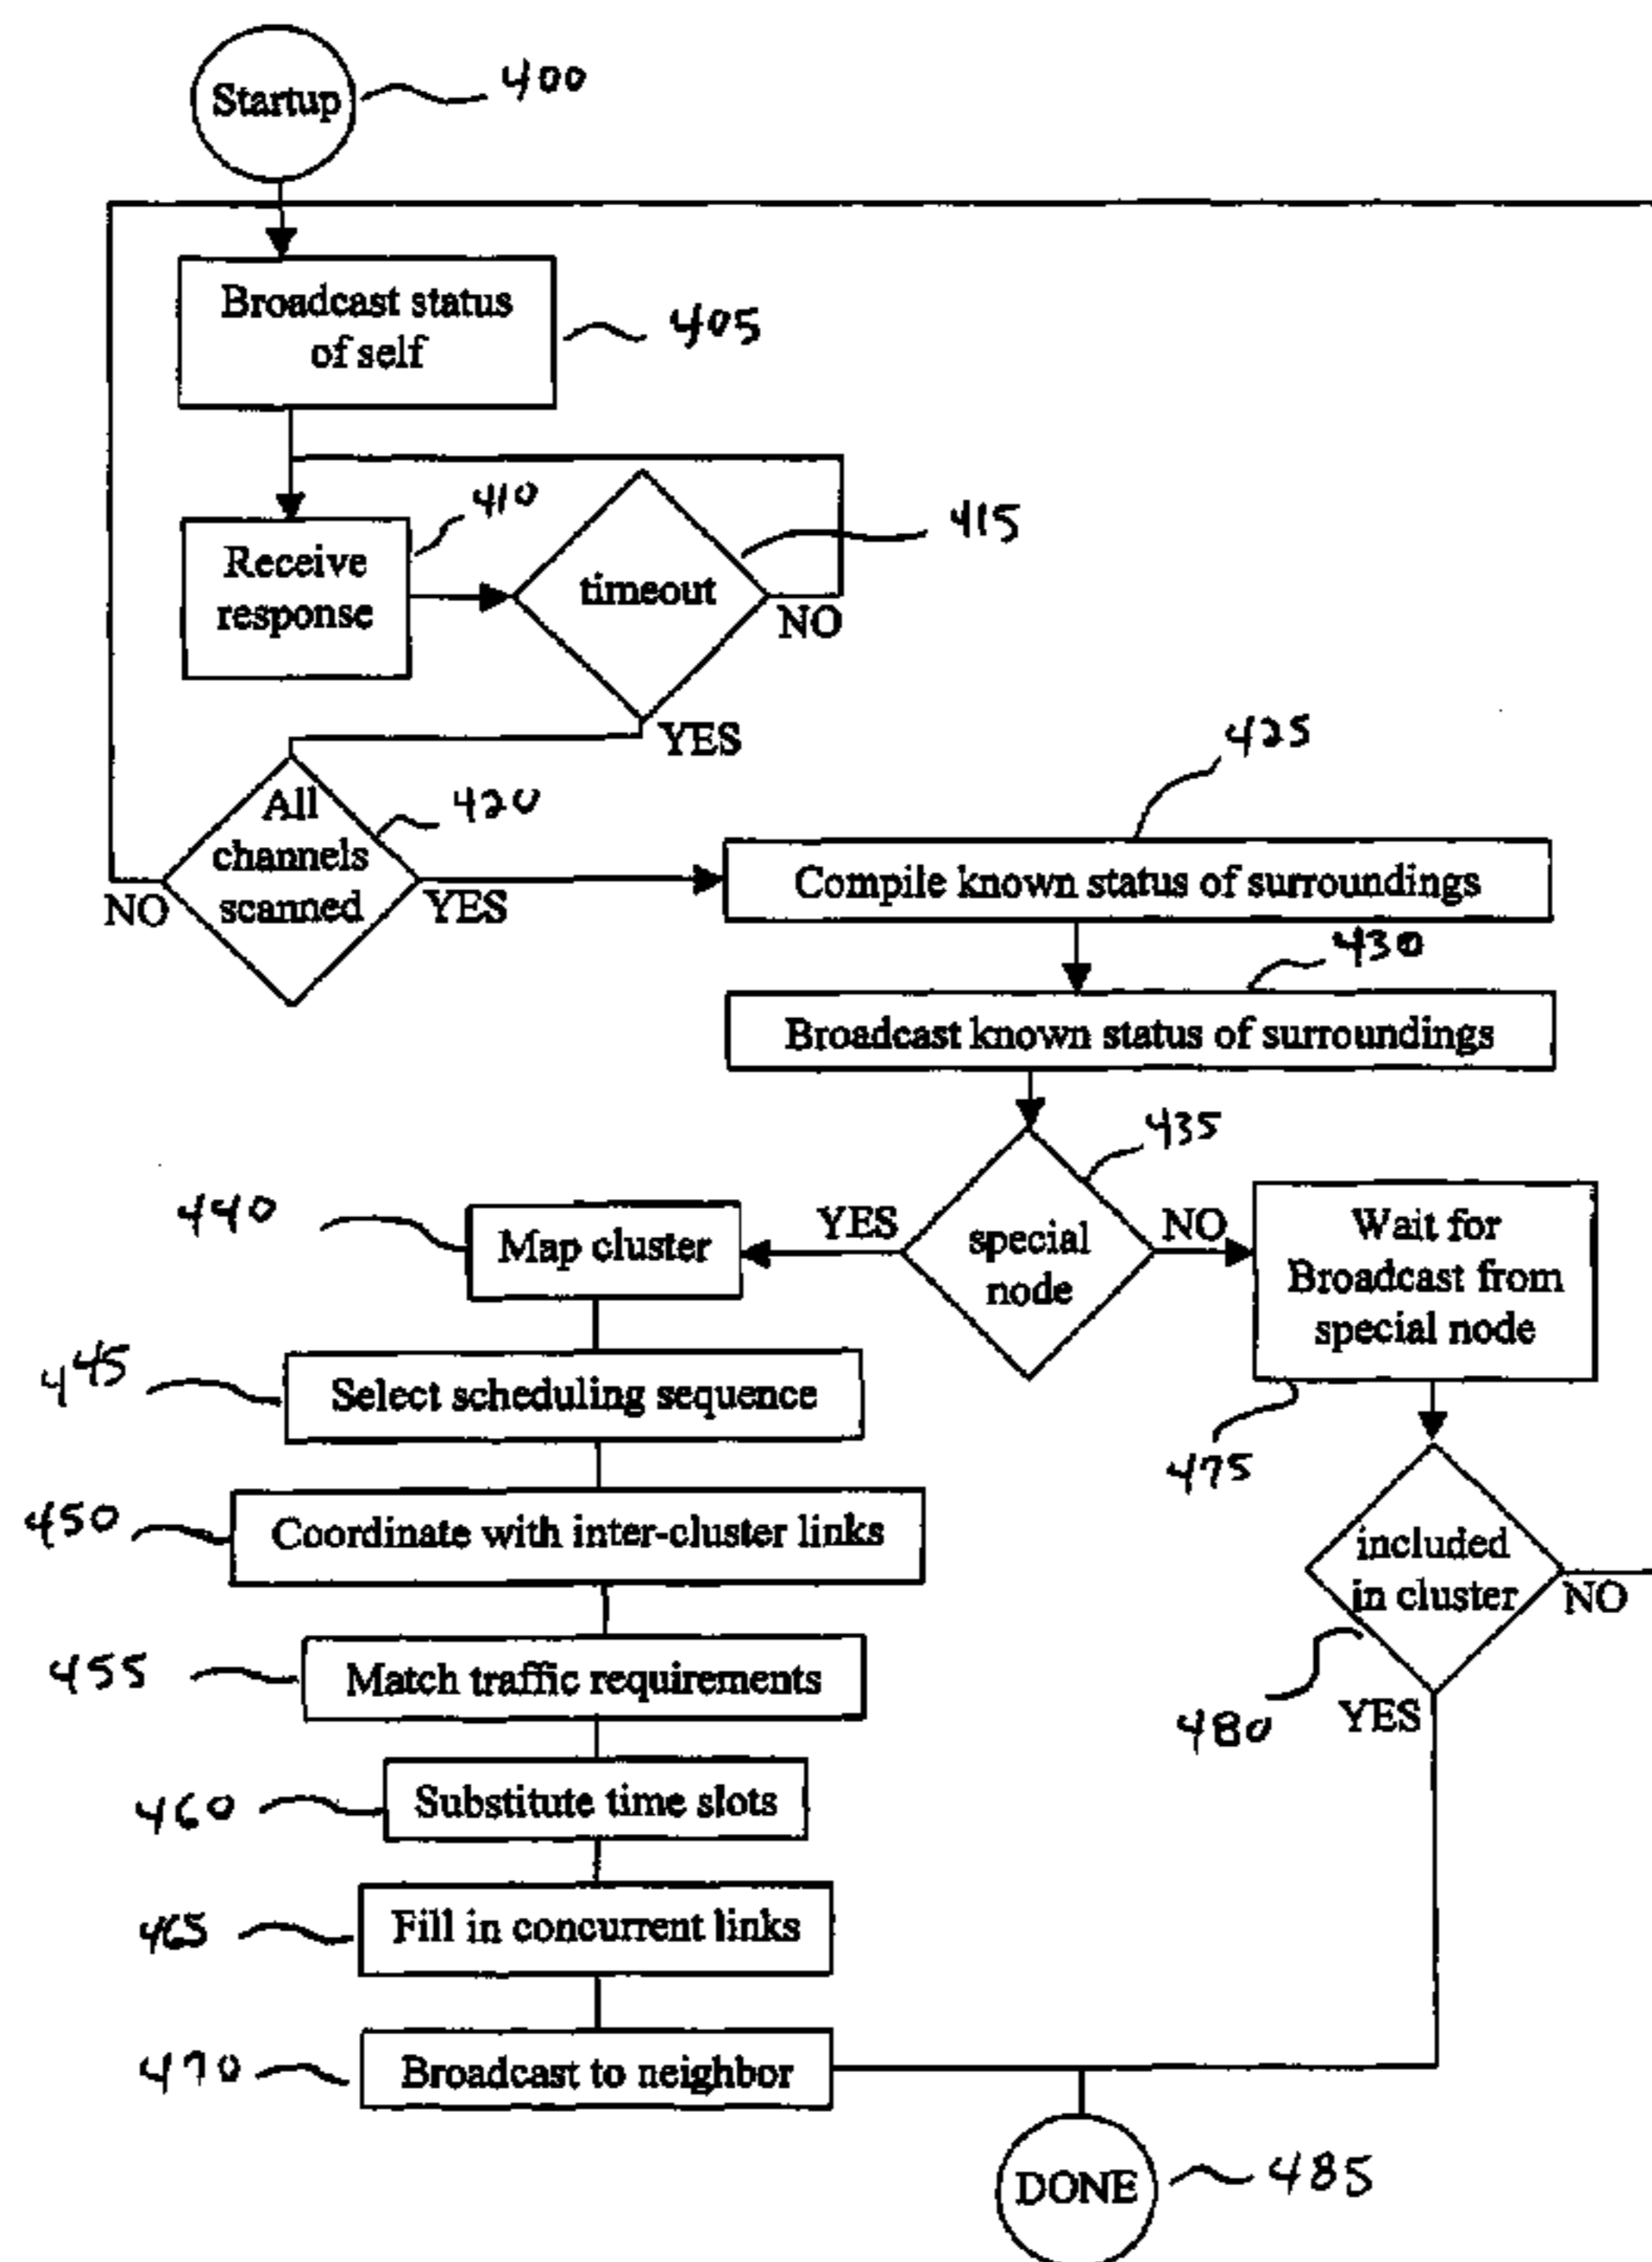 Startup
400
Broadcast status
of self
405
410
415
Receive
response
timeout
NO
YES
425
All
channels
scanned
420
NO
YES
Compile known status of surroundings
430
Broadcast known status of surroundings
435
440
Map cluster
YES
special
node
NO
Wait for
Broadcast from
special node
445
Select scheduling sequence
475
450
Coordinate with inter-cluster links
included
in cluster
NO
455
Match traffic requirements
480
YES
460
Substitute time slots
465
Fill in concurrent links
470
Broadcast to neighbor
DONE
485